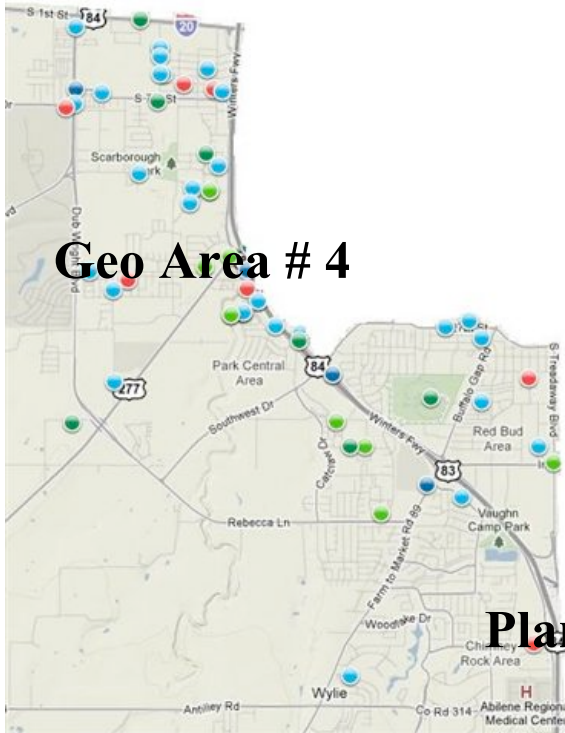 S 1st St
84
20
Winters Fwy
S 7th St
Scarborough
Park
Dub Wright Blvd
Geo Area # 4
277
Park Central
Area
84
Southwest Dr
Buffalo Gap Rd
S Treadaway Blvd
Winters Fwy
Red Bud
Area
83
Catclaw Dr
Vaughn
Camp Park
Rebecca Ln
Farm to Market Rd 89
Woodlake Dr
Plan
Chimney
Rock Area
Wylie
H
Abilene Regional
Medical Center
Antilley Rd
Co Rd 314